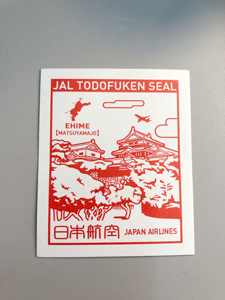 JAL TODOFUKEN SEAL
EHIME
[MATSUYAMAJO]
日本航空 JAPAN AIRLINES